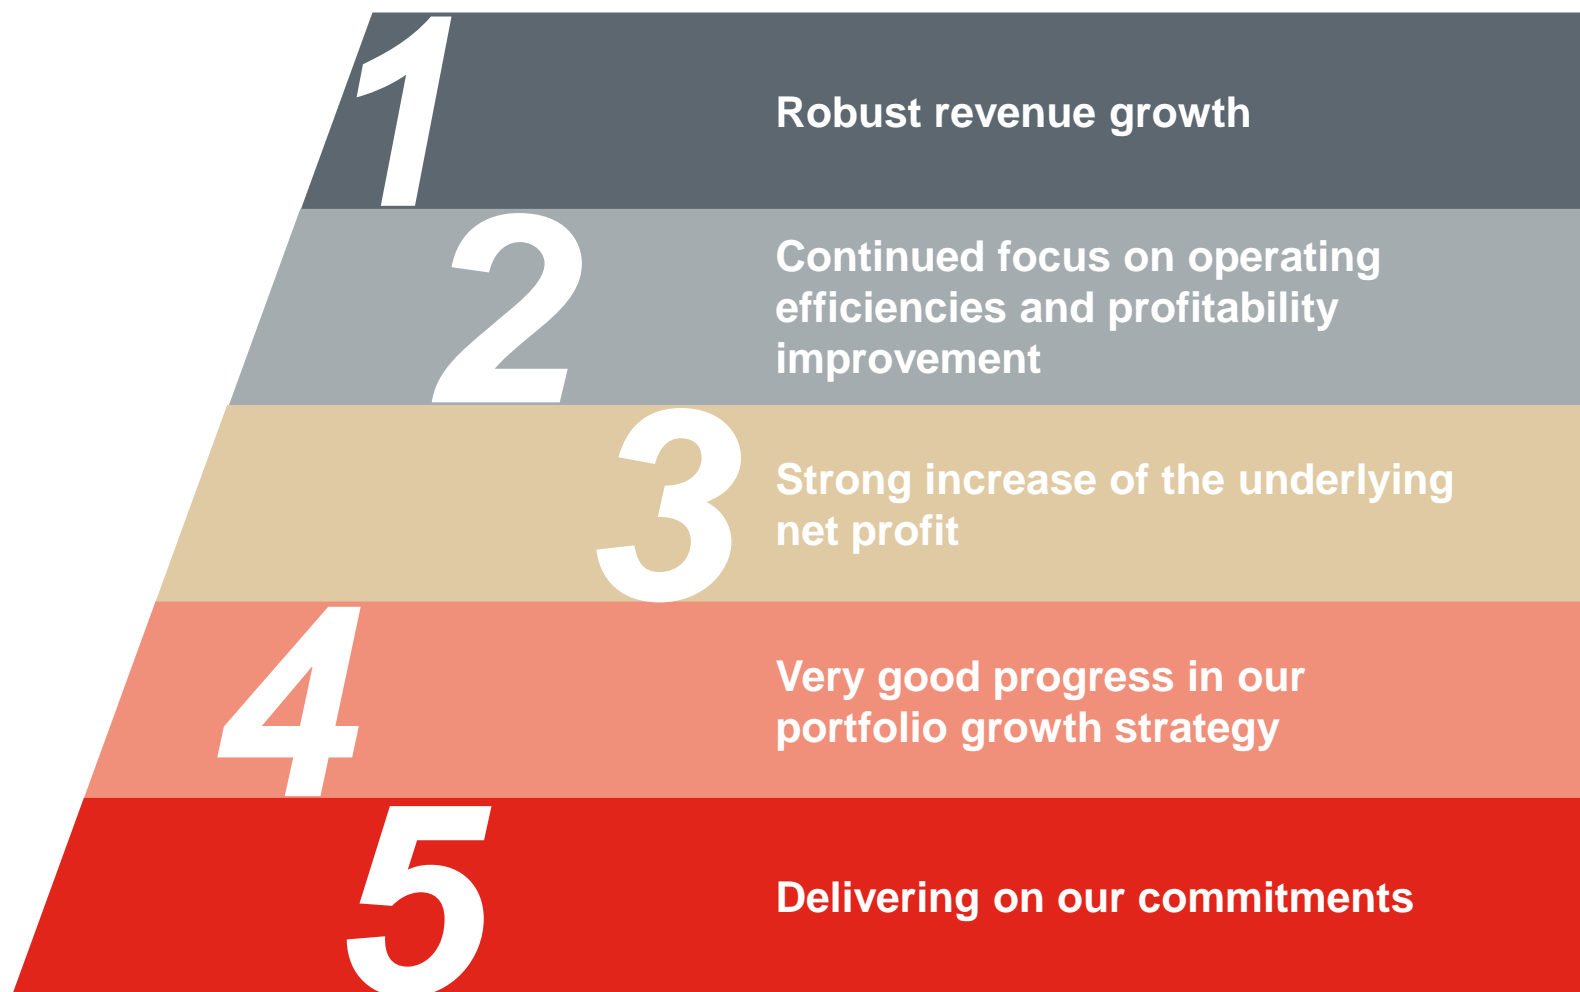 1
Robust revenue growth
2
Continued focus on operating
efficiencies and profitability
improvement
3
Strong increase of the underlying
net profit
4
Very good progress in our
portfolio growth strategy
5
Delivering on our commitments